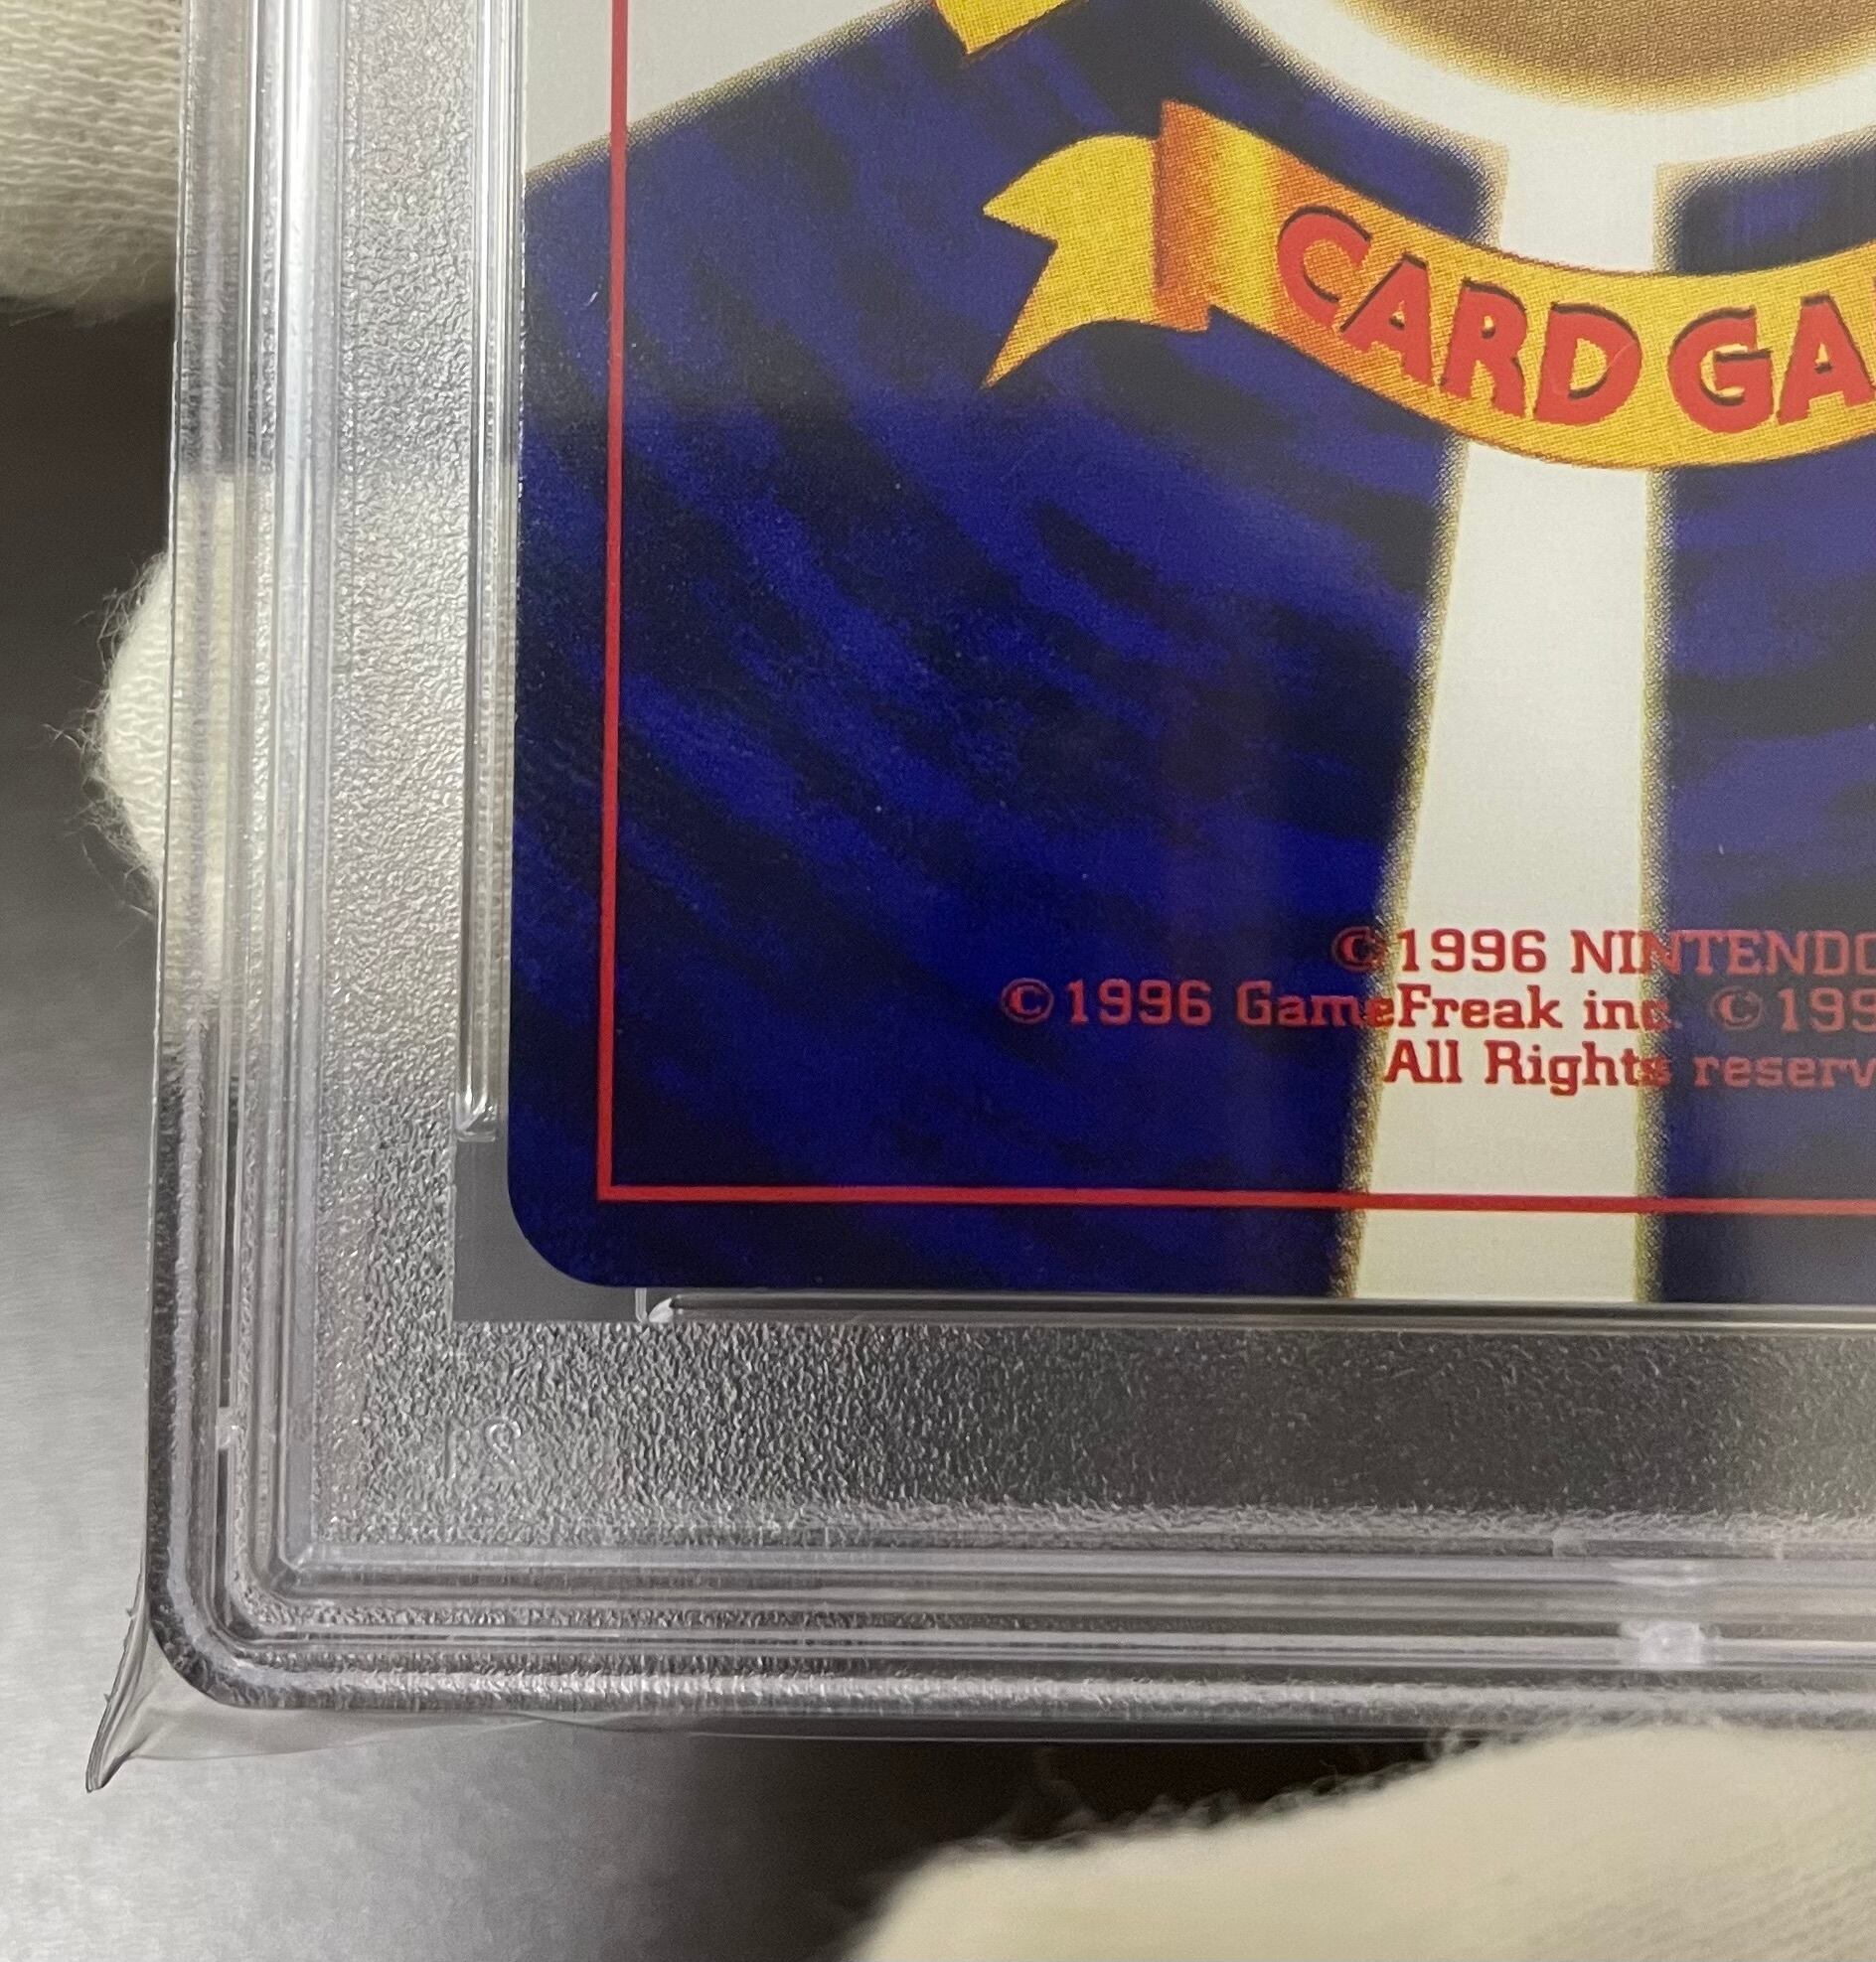 CARD GA
©1996 NINTENDO
©1996 GameFreak inc. ©199
All Rights reserv